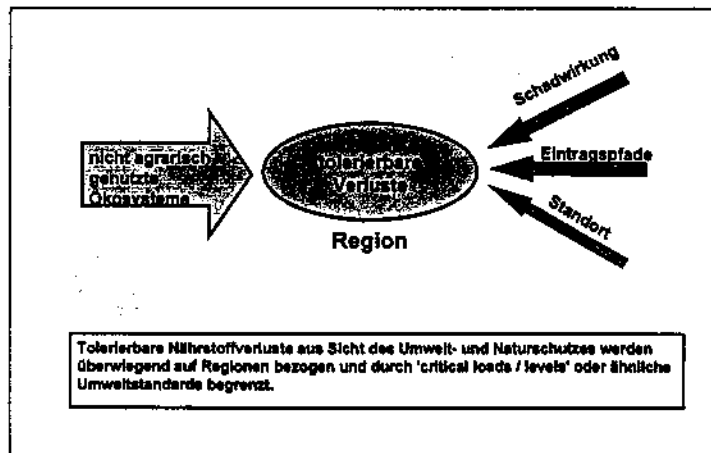 Schadwirkung
nicht agrarisch
genutzte
Ökosysteme
tolerierbare
Verluste
Eintragspfade
Standort
Region
Tolerierbare Nährstoffverluste aus Sicht des Umwelt- und Naturschutzes werden
überwiegend auf Regionen bezogen und durch 'critical loads / levels' oder ähnliche
Umweltstandards begrenzt.